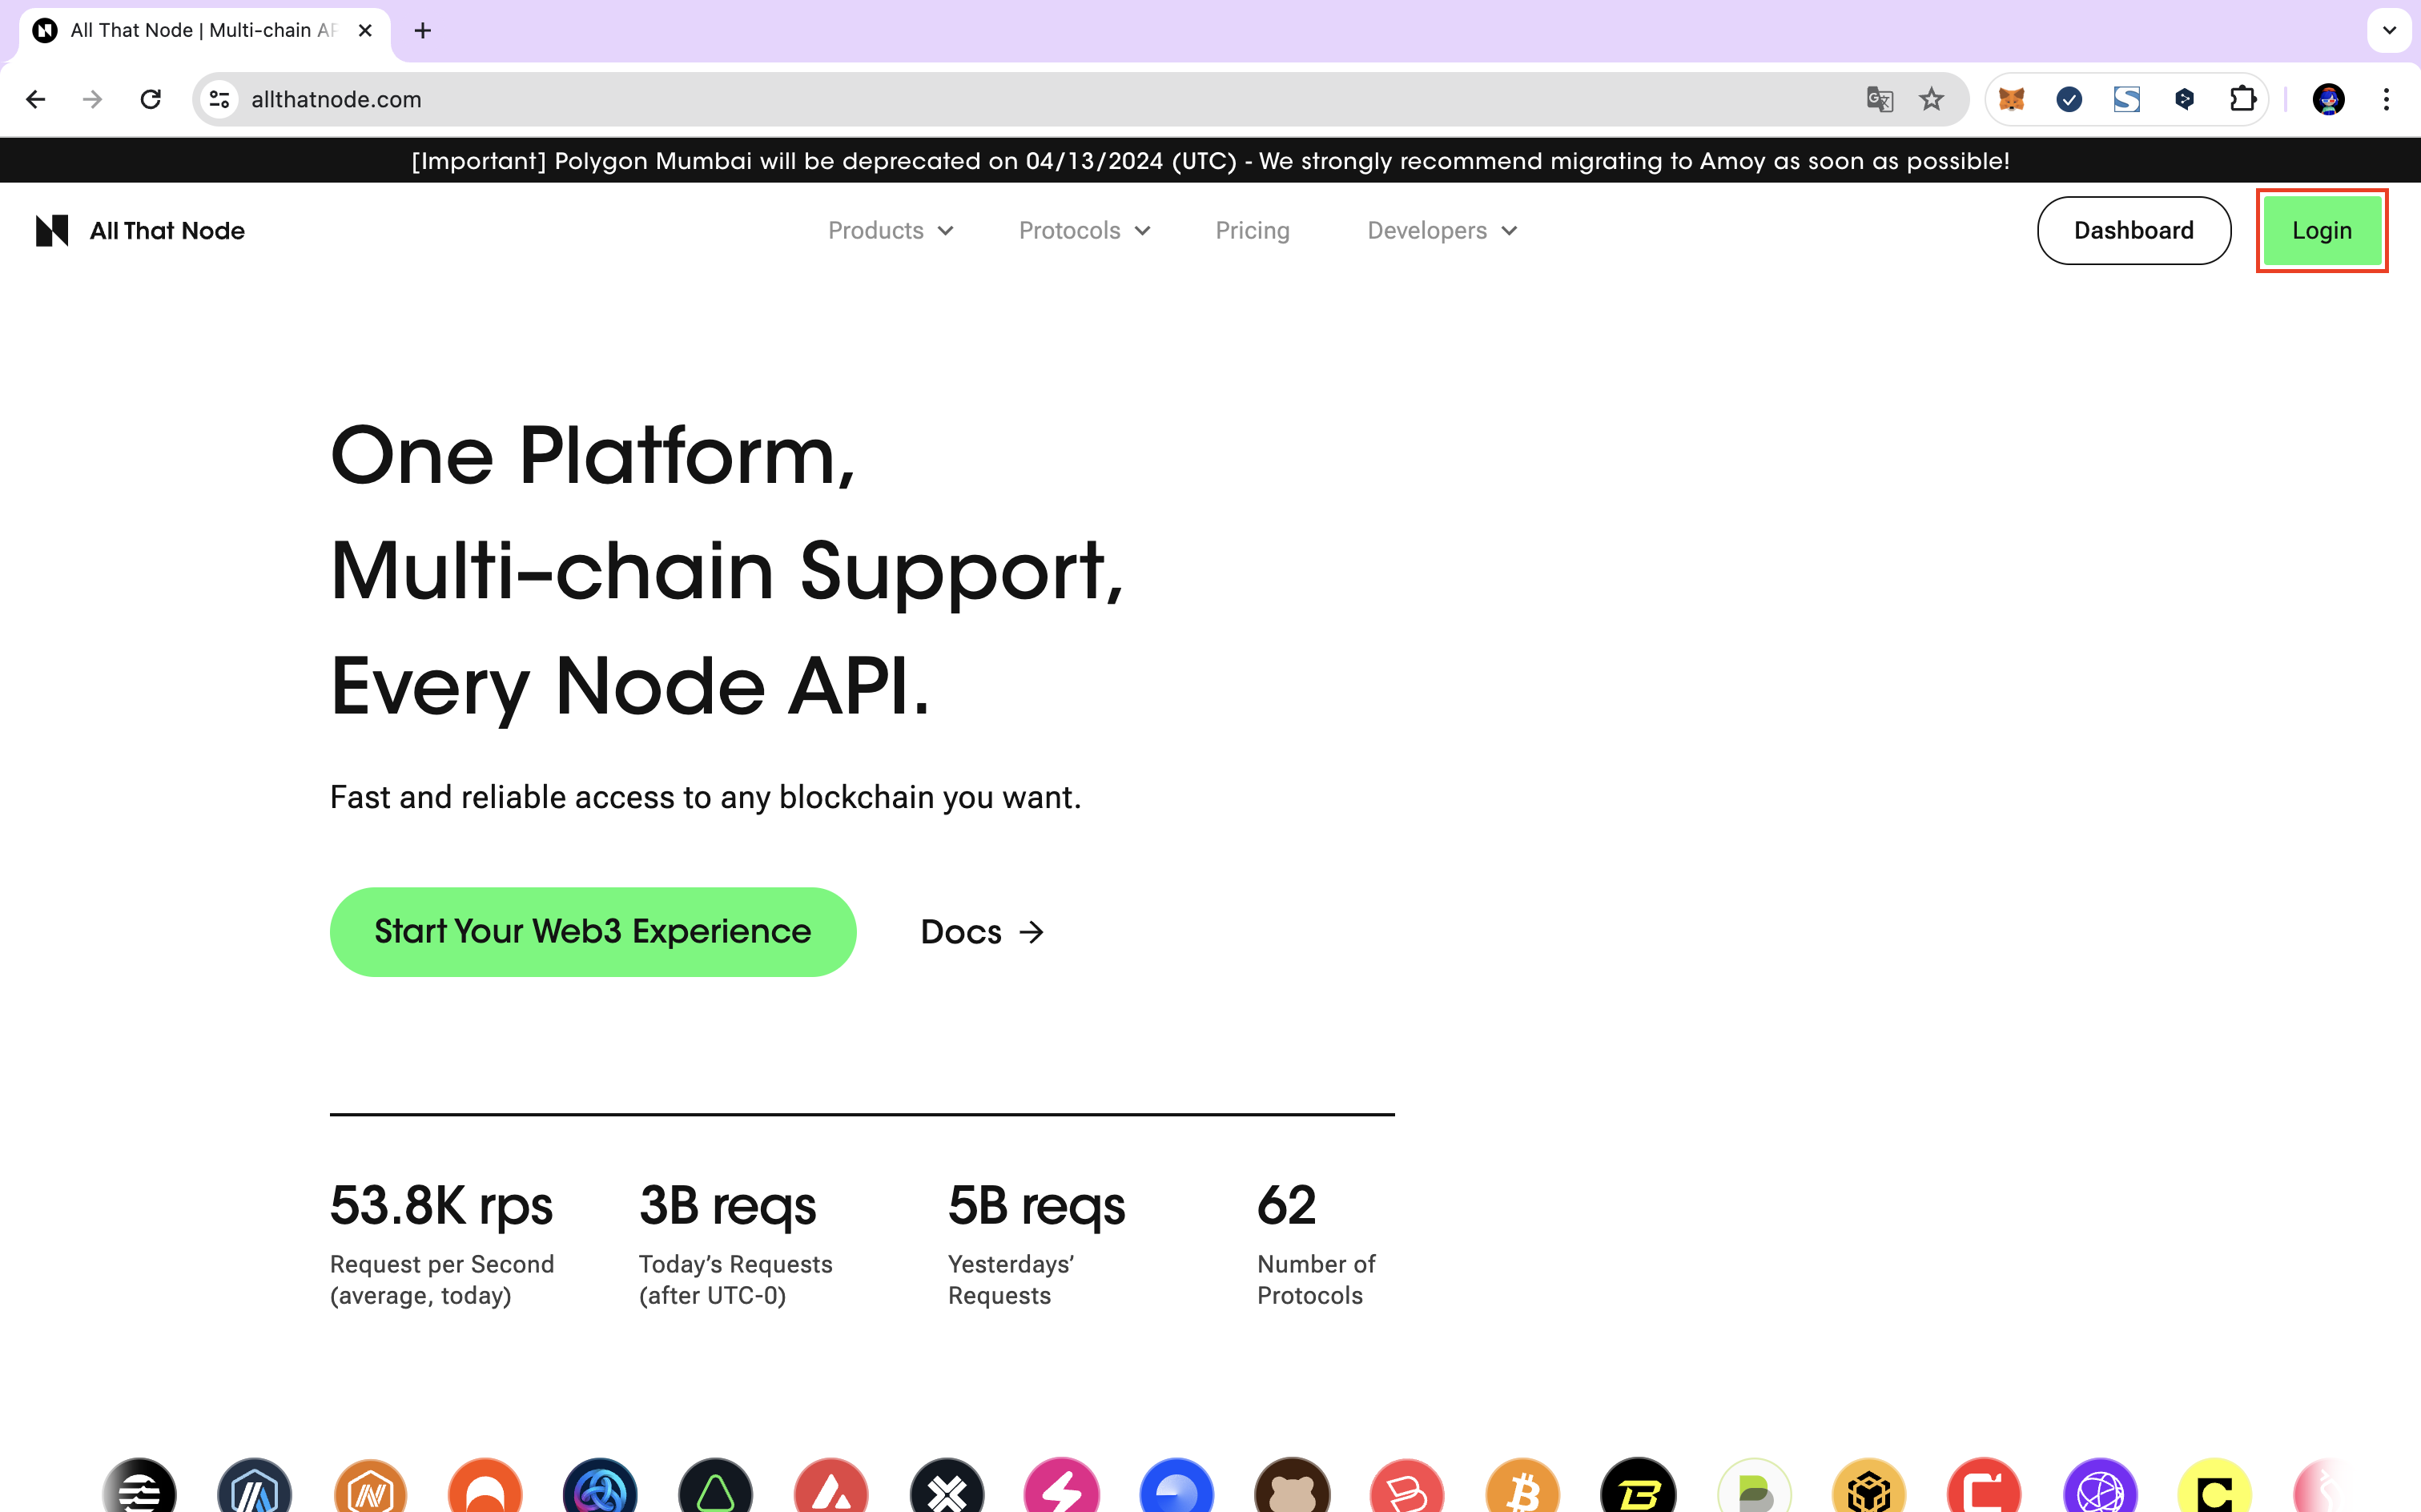 All That Node | Multi-chain AP
allthatnode.com
[Important] Polygon Mumbai will be deprecated on 04/13/2024 (UTC) - We strongly recommend migrating to Amoy as soon as possible!
All That Node
Products
Protocols
Pricing
Developers
Dashboard
Login
One Platform,
Multi-chain Support,
Every Node API.
Fast and reliable access to any blockchain you want.
Start Your Web3 Experience
Docs →
53.8K rps
Request per Second
(average, today)
3B reqs
Today's Requests
(after UTC-0)
5B reqs
Yesterdays'
Requests
62
Number of
Protocols